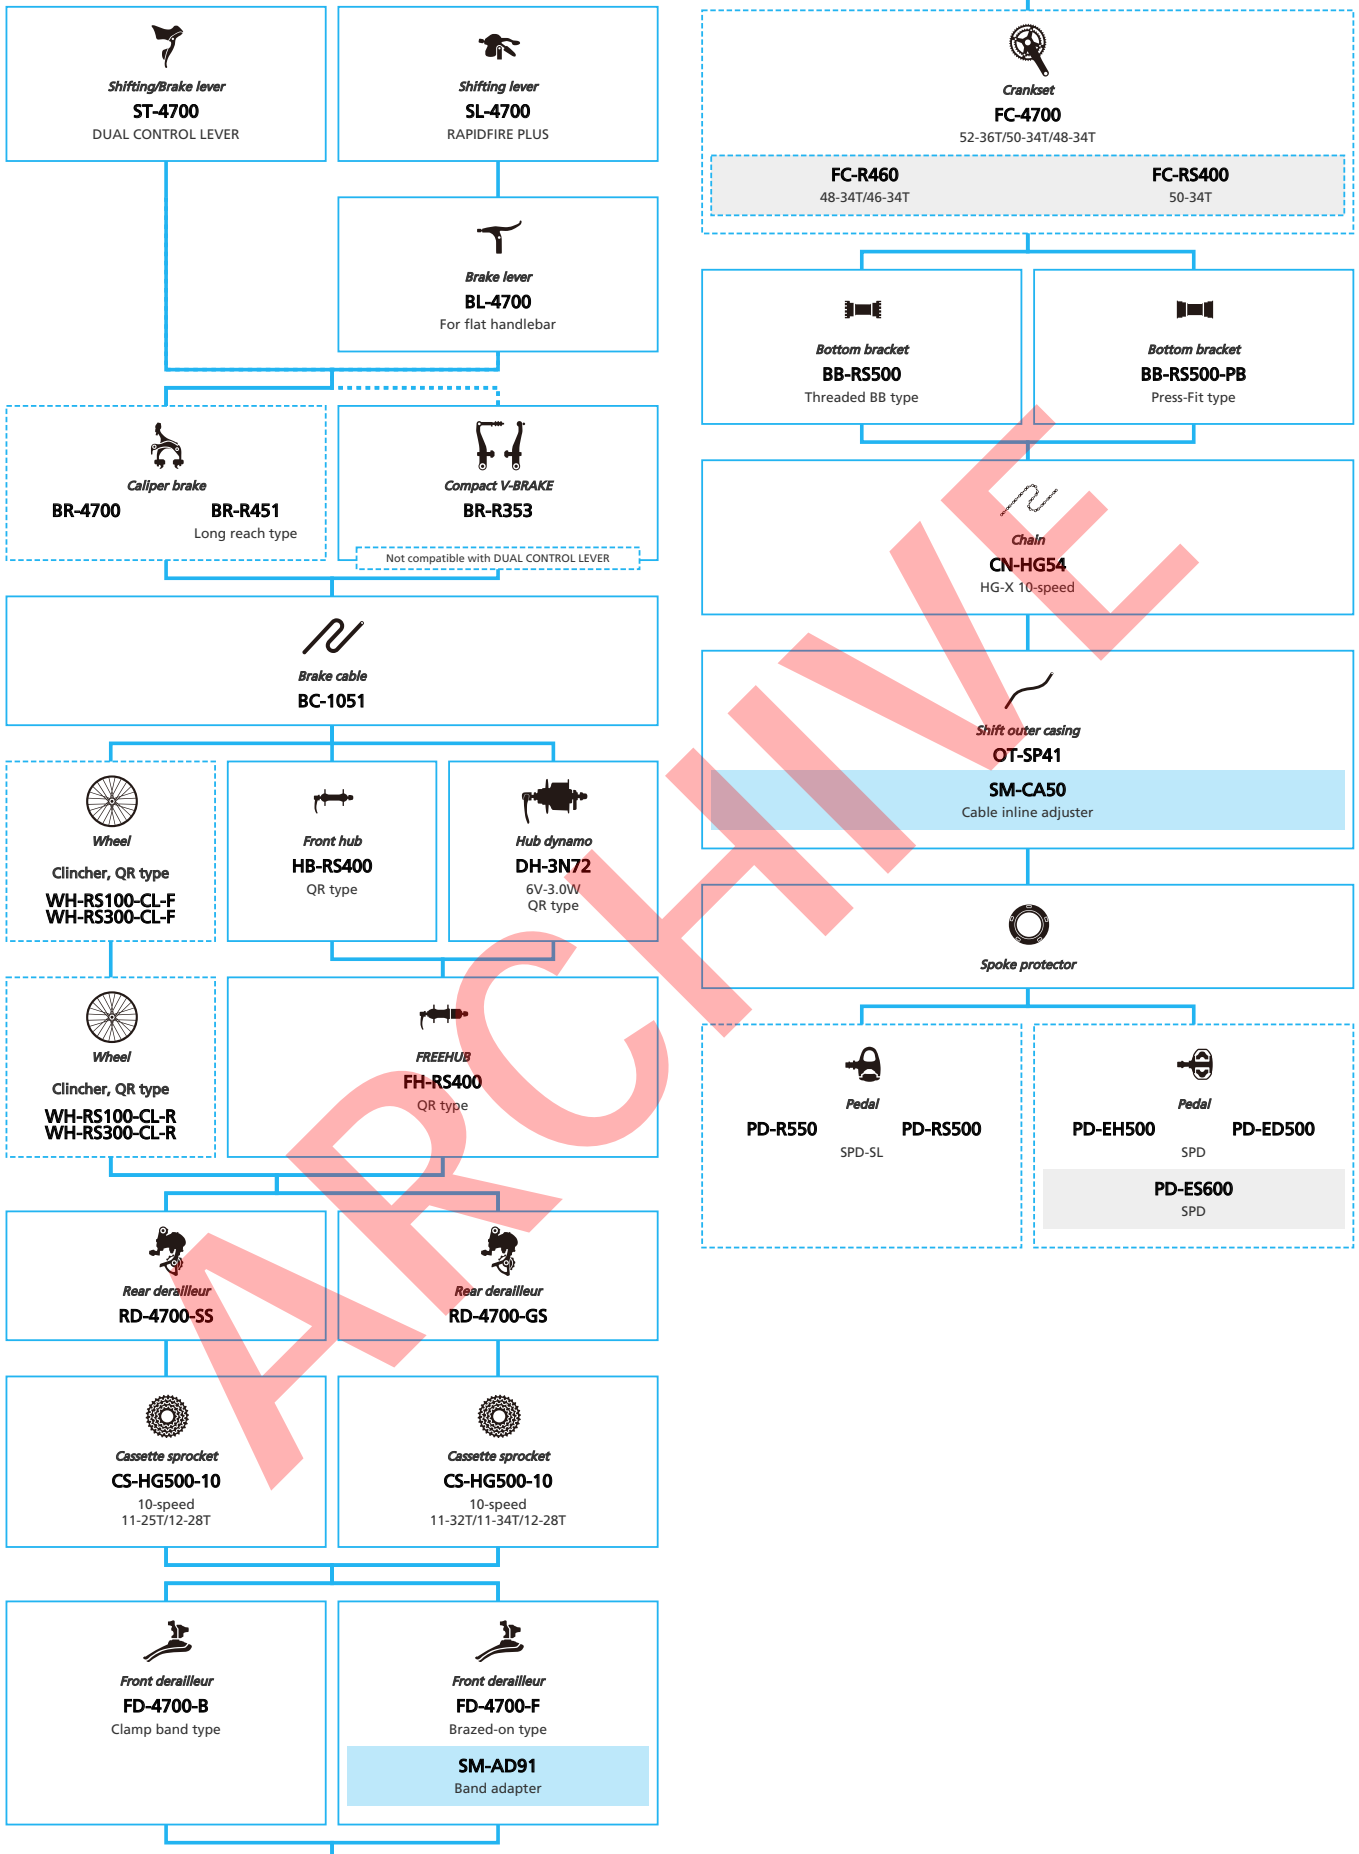 Shifting/Brake lever
ST-4700
DUAL CONTROL LEVER
Shifting lever
SL-4700
RAPIDFIRE PLUS
Brake lever
BL-4700
For flat handlebar
Caliper brake
BR-4700 BR-R451
Long reach type
Compact V-BRAKE
BR-R353
Not compatible with DUAL CONTROL LEVER
Brake cable
BC-1051
Wheel
Clincher, QR type
WH-RS100-CL-F
WH-RS300-CL-F
Front hub
HB-RS400
QR type
Hub dynamo
DH-3N72
6V-3.0W
QR type
Wheel
Clincher, QR type
WH-RS100-CL-R
WH-RS300-CL-R
FREEHUB
FH-RS400
QR type
Rear derailleur
RD-4700-SS
Rear derailleur
RD-4700-GS
Cassette sprocket
CS-HG500-10
10-speed
11-25T/12-28T
Cassette sprocket
CS-HG500-10
10-speed
11-32T/11-34T/12-28T
Front derailleur
FD-4700-B
Clamp band type
Front derailleur
FD-4700-F
Brazed-on type
SM-AD91
Band adapter
Crankset
FC-4700
52-36T/50-34T/48-34T
FC-R460
48-34T/46-34T
FC-RS400
50-34T
Bottom bracket
BB-RS500
Threaded BB type
Bottom bracket
BB-RS500-PB
Press-Fit type
Chain
CN-HG54
HG-X 10-speed
Shift outer casing
OT-SP41
SM-CA50
Cable inline adjuster
Spoke protector
Pedal
PD-R550 PD-RS500
SPD-SL
Pedal
PD-EH500 PD-ED500
SPD
PD-ES600
SPD
ARCHIVE